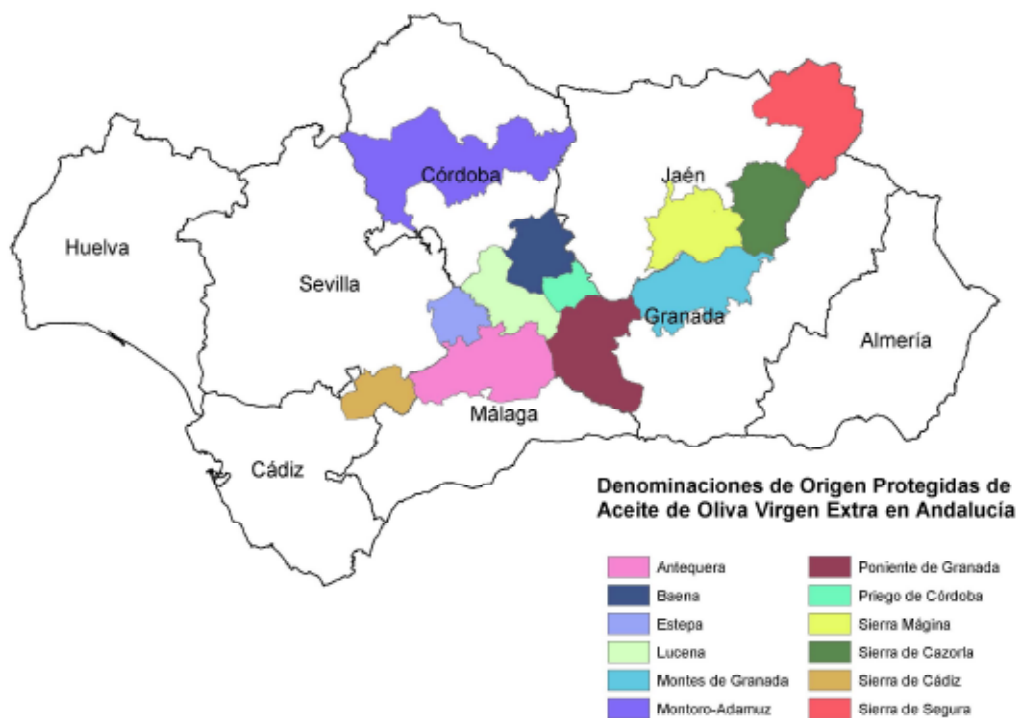 Córdoba
Jaén
Huelva
Sevilla
Granada
Almería
Málaga
Cádiz
Denominaciones de Origen Protegidas de
Aceite de Oliva Virgen Extra en Andalucía
Antequera
Baena
Estepa
Lucena
Montes de Granada
Montoro-Adamuz
Poniente de Granada
Priego de Córdoba
Sierra Mágina
Sierra de Cazorla
Sierra de Cádiz
Sierra de Segura